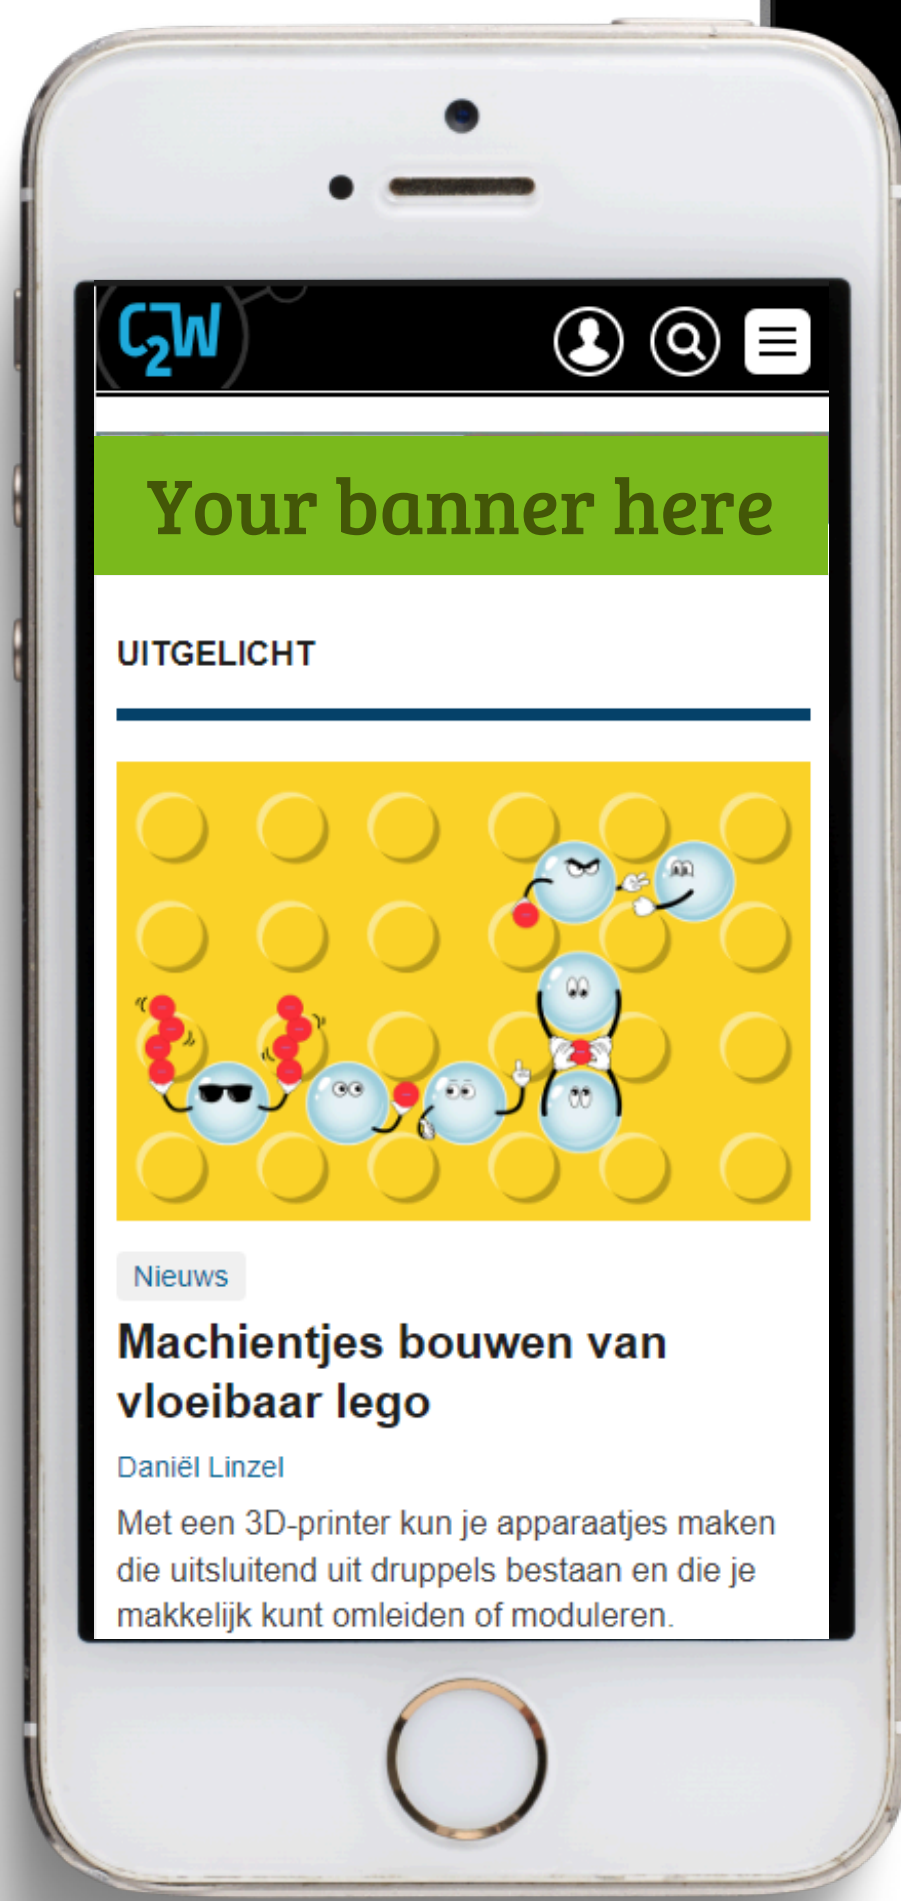 C2W
Your banner here
UITGELICHT
Nieuws
Machientjes bouwen van
vloeibaar lego
Daniël Linzel
Met een 3D-printer kun je apparaatjes maken
die uitsluitend uit druppels bestaan en die je
makkelijk kunt omleiden of moduleren.